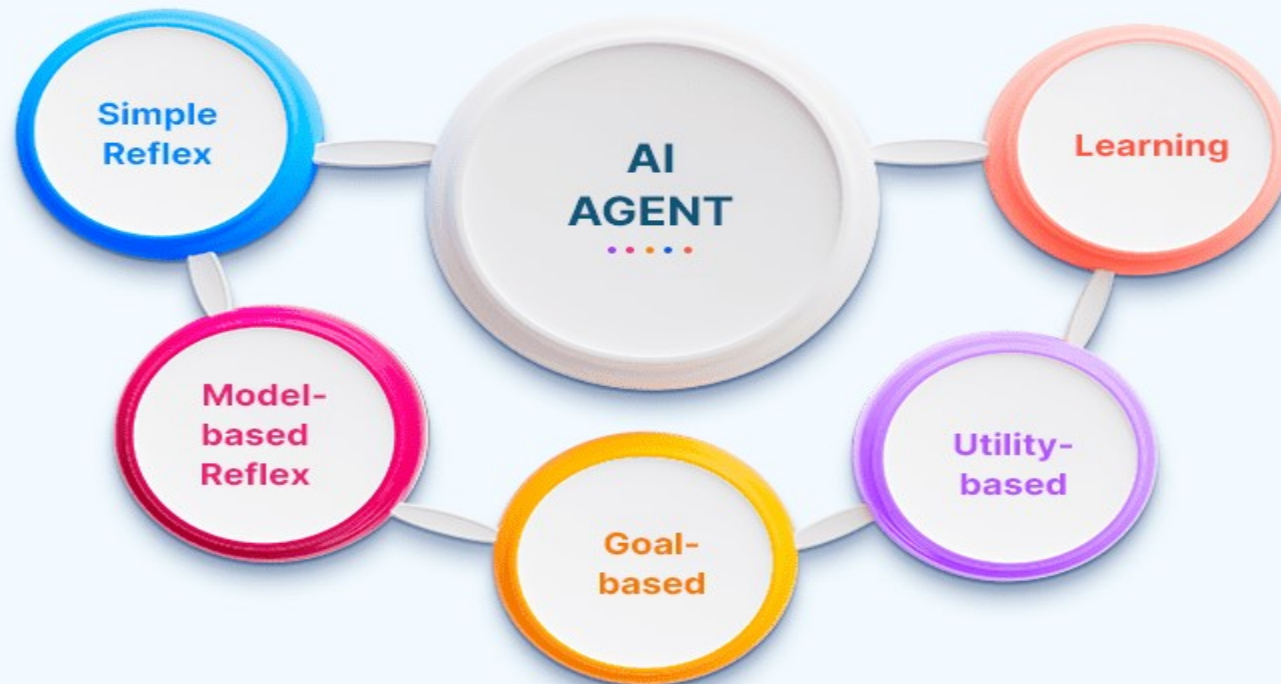 AI
AGENT
Simple
Reflex
Model-
based
Reflex
Goal-
based
Utility-
based
Learning